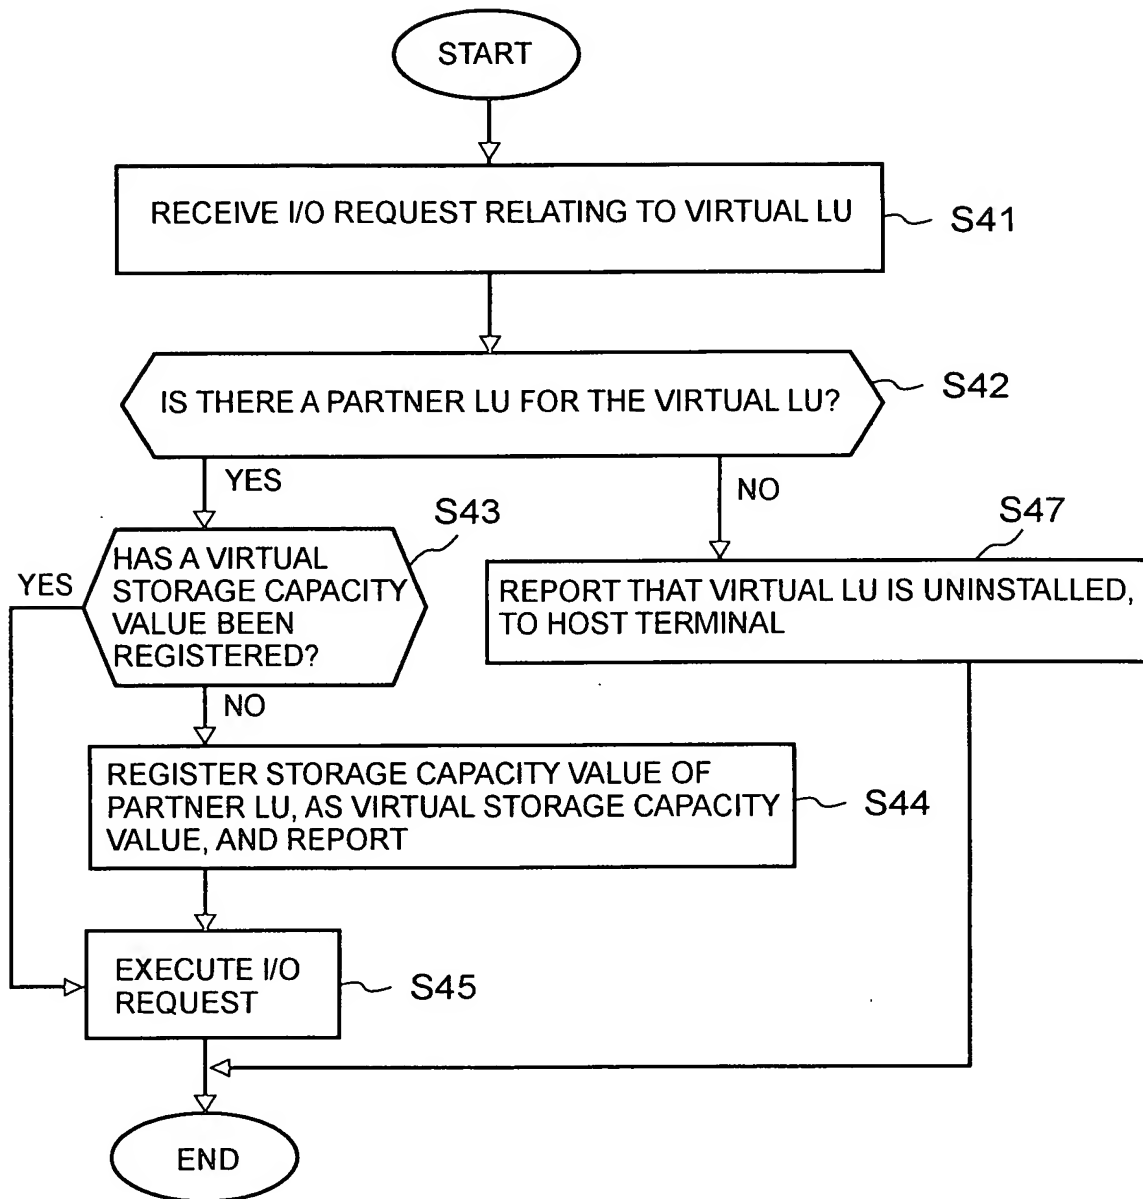 START
RECEIVE I/O REQUEST RELATING TO VIRTUAL LU
S41
IS THERE A PARTNER LU FOR THE VIRTUAL LU?
S42
YES
NO
S43
S47
YES
HAS A VIRTUAL
STORAGE CAPACITY
VALUE BEEN
REGISTERED?
REPORT THAT VIRTUAL LU IS UNINSTALLED,
TO HOST TERMINAL
NO
REGISTER STORAGE CAPACITY VALUE OF
PARTNER LU, AS VIRTUAL STORAGE CAPACITY
VALUE, AND REPORT
S44
EXECUTE I/O
REQUEST
S45
END